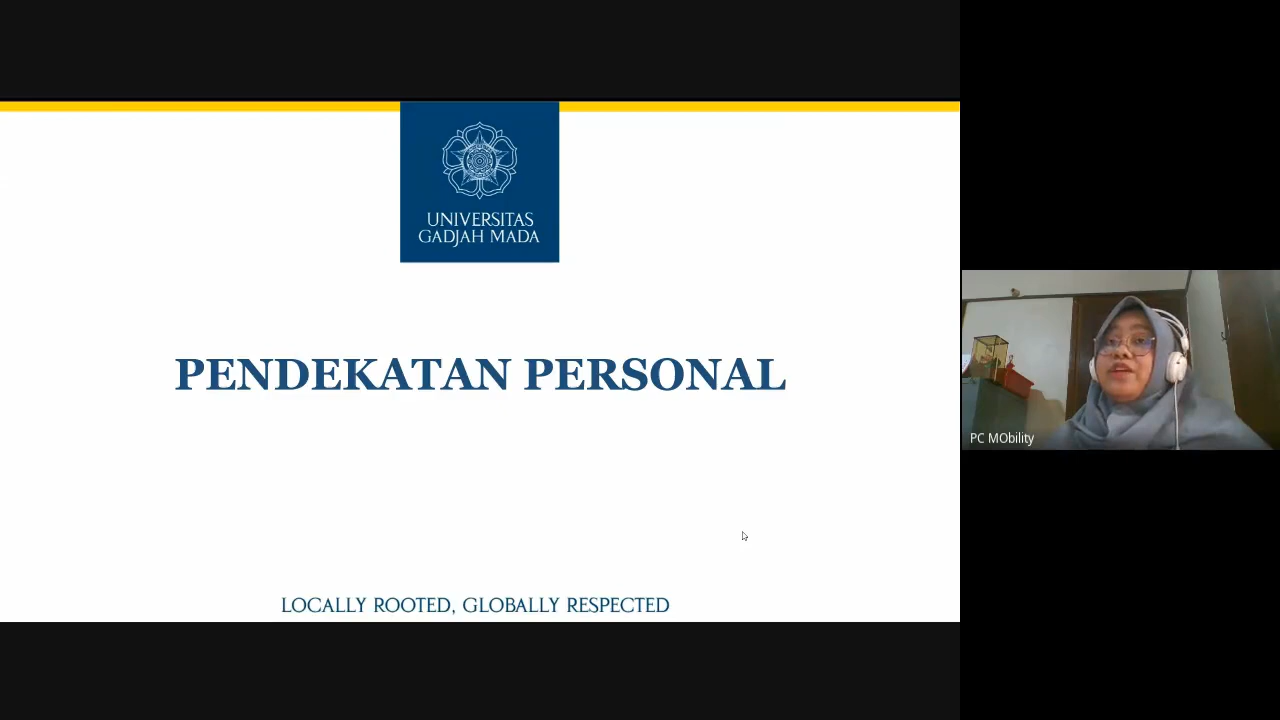 UNIVERSITAS
GADJAH MADA
PENDEKATAN PERSONAL
LOCALLY ROOTED, GLOBALLY RESPECTED
PC MObility